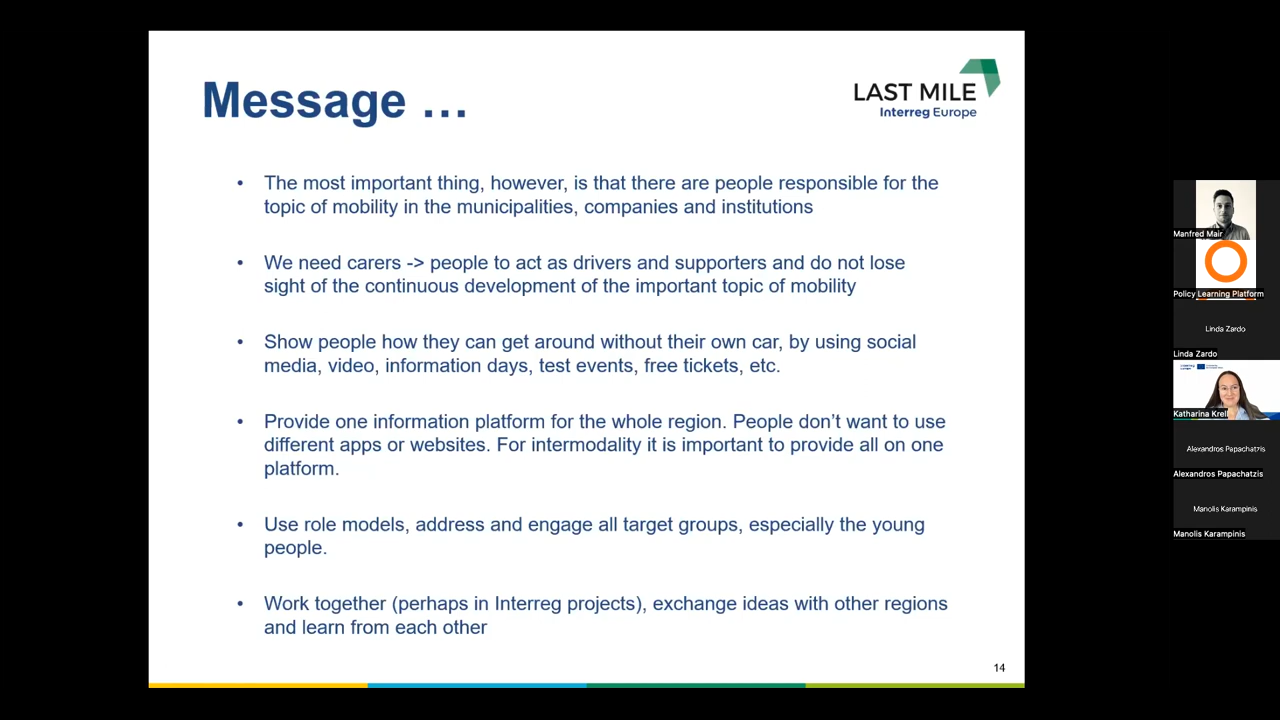 Message ...
LAST MILE
Interreg Europe
• The most important thing, however, is that there are people responsible for the
topic of mobility in the municipalities, companies and institutions
• We need carers -> people to act as drivers and supporters and do not lose
sight of the continuous development of the important topic of mobility
• Show people how they can get around without their own car, by using social
media, video, information days, test events, free tickets, etc.
• Provide one information platform for the whole region. People don’t want to use
different apps or websites. For intermodality it is important to provide all on one
platform.
• Use role models, address and engage all target groups, especially the young
people.
• Work together (perhaps in Interreg projects), exchange ideas with other regions
and learn from each other
14
Manfred Mair
Policy Learning Platform
Linda Zardo
Linda Zardo
Katharina Krell
Alexandros Papachatzis
Alexandros Papachatzis
Manolis Karampinis
Manolis Karampinis